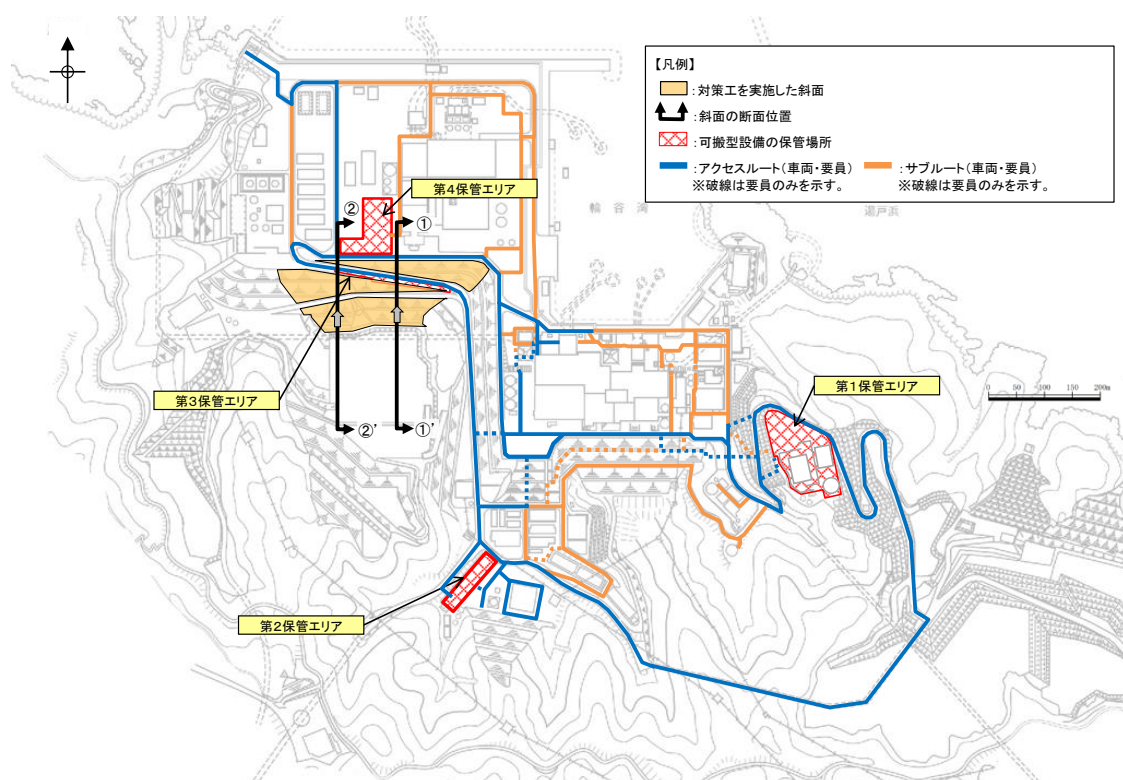 【凡例】
:対策工を実施した斜面
:斜面の断面位置
:可搬型設備の保管場所
:アクセスルート(車両・要員)
※破線は要員のみを示す。
:サブルート(車両・要員)
※破線は要員のみを示す。
第4保管エリア
輪谷湾
湯戸浜
②
①
第3保管エリア
第1保管エリア
0 50 100 150 200m
②’
①’
第2保管エリア